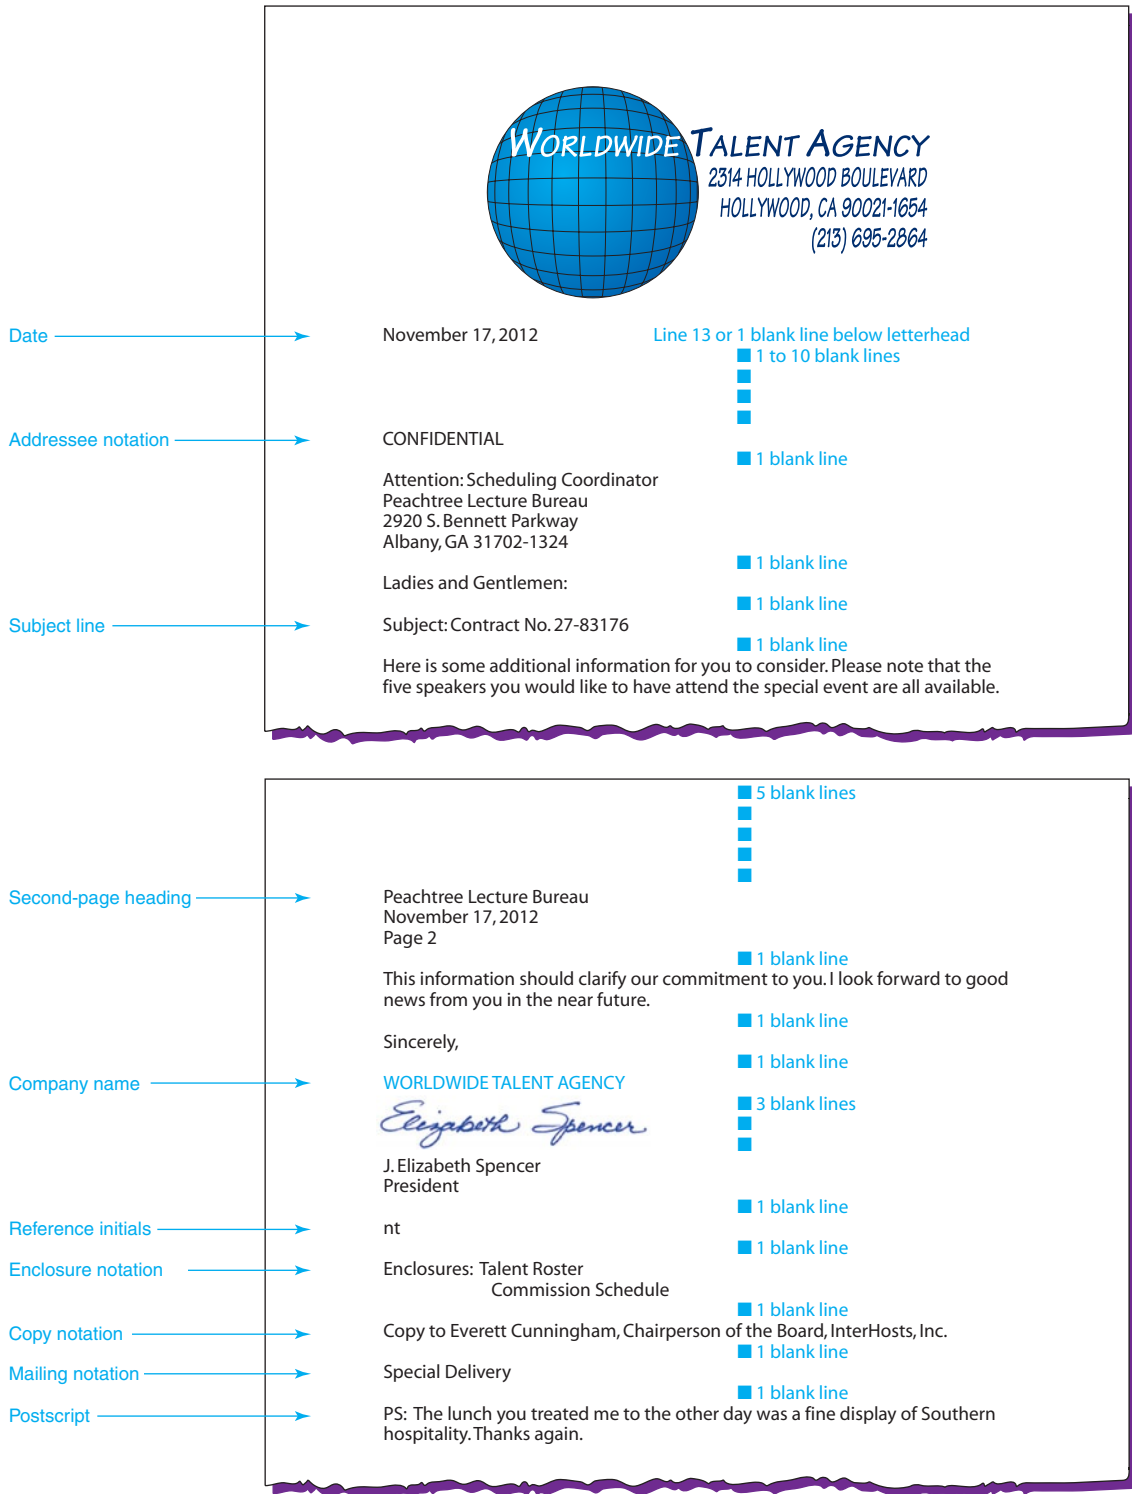 WORLDWIDE TALENT AGENCY
2314 HOLLYWOOD BOULEVARD
HOLLYWOOD, CA 90021-1654
(213) 695-2864
Date
November 17, 2012
Line 13 or 1 blank line below letterhead
1 to 10 blank lines
Addressee notation
CONFIDENTIAL
1 blank line
Attention: Scheduling Coordinator
Peachtree Lecture Bureau
2920 S. Bennett Parkway
Albany, GA 31702-1324
1 blank line
Ladies and Gentlemen:
1 blank line
Subject line
Subject: Contract No. 27-83176
1 blank line
Here is some additional information for you to consider. Please note that the
five speakers you would like to have attend the special event are all available.
5 blank lines
Second-page heading
Peachtree Lecture Bureau
November 17, 2012
Page 2
1 blank line
This information should clarify our commitment to you. I look forward to good
news from you in the near future.
1 blank line
Sincerely,
1 blank line
Company name
WORLDWIDE TALENT AGENCY
3 blank lines
Elizabeth Spencer
J. Elizabeth Spencer
President
1 blank line
Reference initials
nt
1 blank line
Enclosure notation
Enclosures: Talent Roster
Commission Schedule
1 blank line
Copy notation
Copy to Everett Cunningham, Chairperson of the Board, InterHosts, Inc.
1 blank line
Mailing notation
Special Delivery
1 blank line
Postscript
PS: The lunch you treated me to the other day was a fine display of Southern
hospitality. Thanks again.